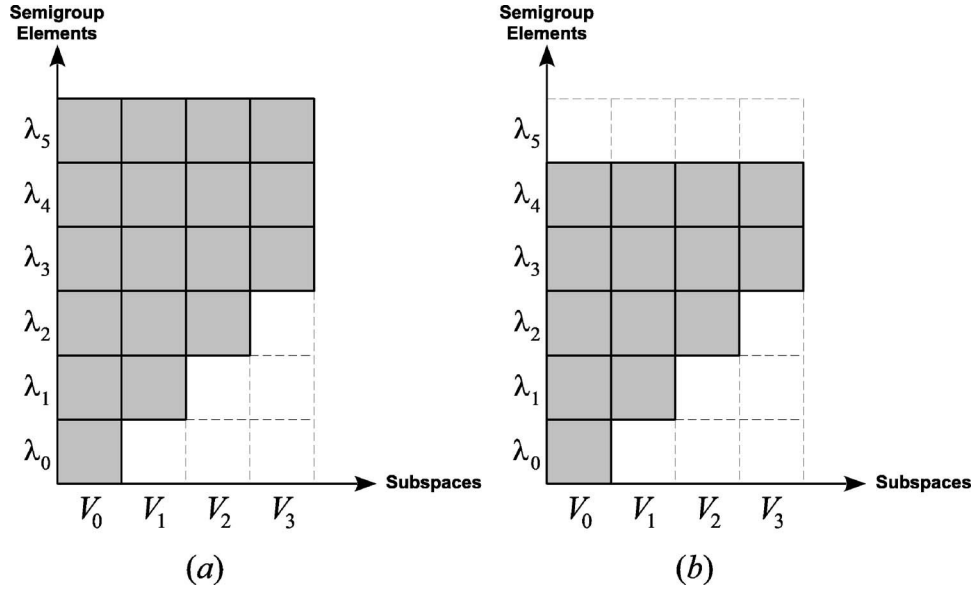 Semigroup
Elements
λ5
λ4
λ3
λ2
λ1
λ0
V0 V1 V2 V3
Subspaces
(a)
Semigroup
Elements
λ5
λ4
λ3
λ2
λ1
λ0
V0 V1 V2 V3
Subspaces
(b)